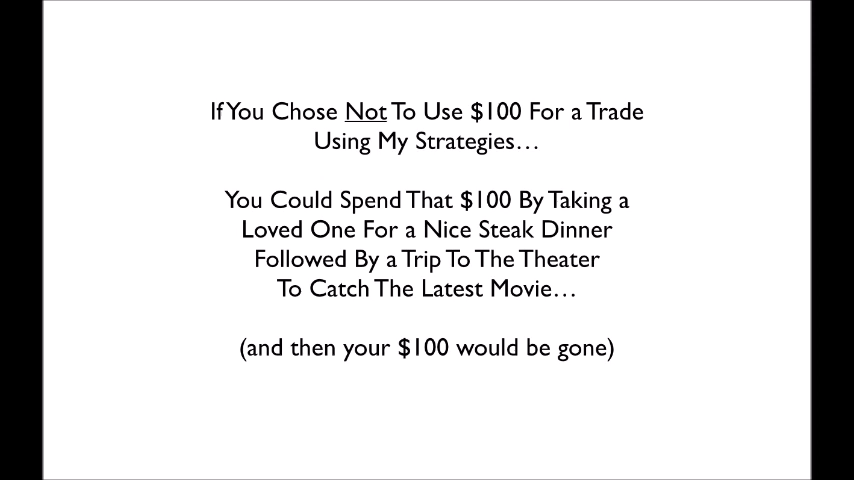 If You Chose Not To Use $100 For a Trade
Using My Strategies…
You Could Spend That $100 By Taking a
Loved One For a Nice Steak Dinner
Followed By a Trip To The Theater
To Catch The Latest Movie…
(and then your $100 would be gone)